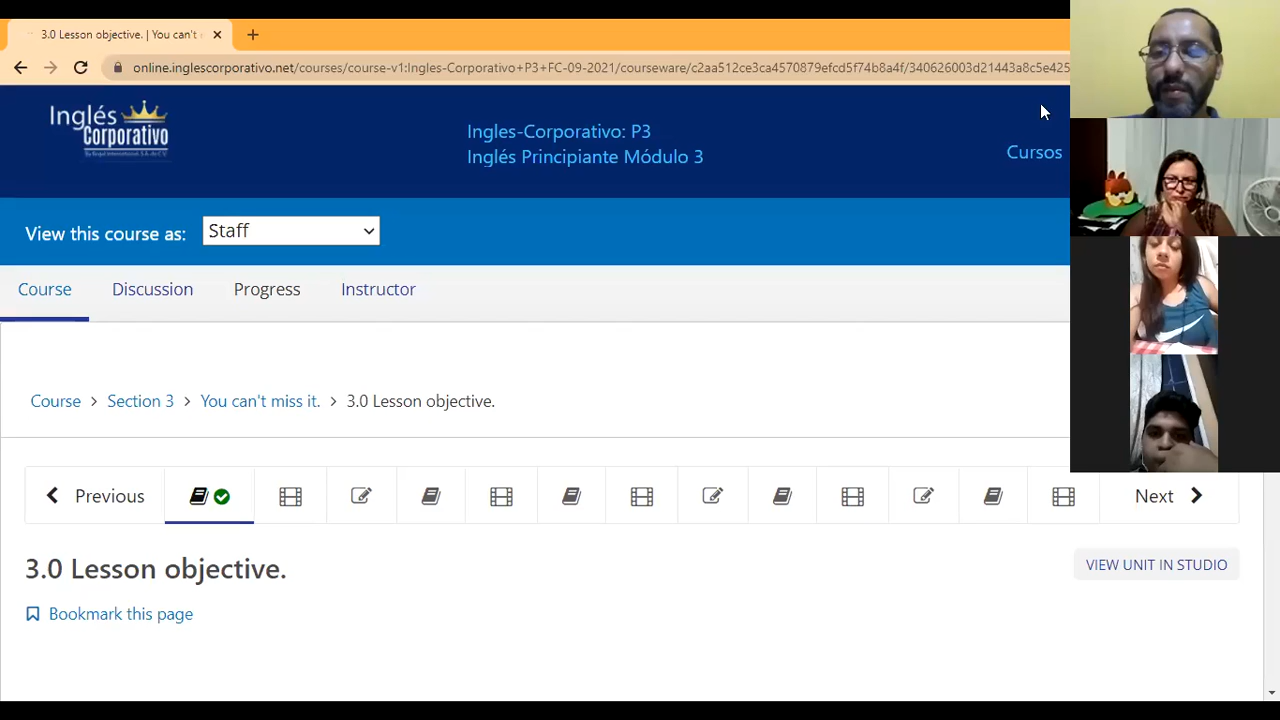 3.0 Lesson objective. | You can't
online.inglescorporativo.net/courses/course-v1:Ingles-Corporativo+P3+FC-09-2021/courseware/c2aa512ce3ca4570879efcd5f74b8a4f/340626003d21443a8c5e425
Inglés
Corporativo
Ingles-Corporativo: P3
Inglés Principiante Módulo 3
Cursos
View this course as: Staff
Course Discussion Progress Instructor
Course > Section 3 > You can't miss it. > 3.0 Lesson objective.
Previous Next
3.0 Lesson objective.
VIEW UNIT IN STUDIO
Bookmark this page